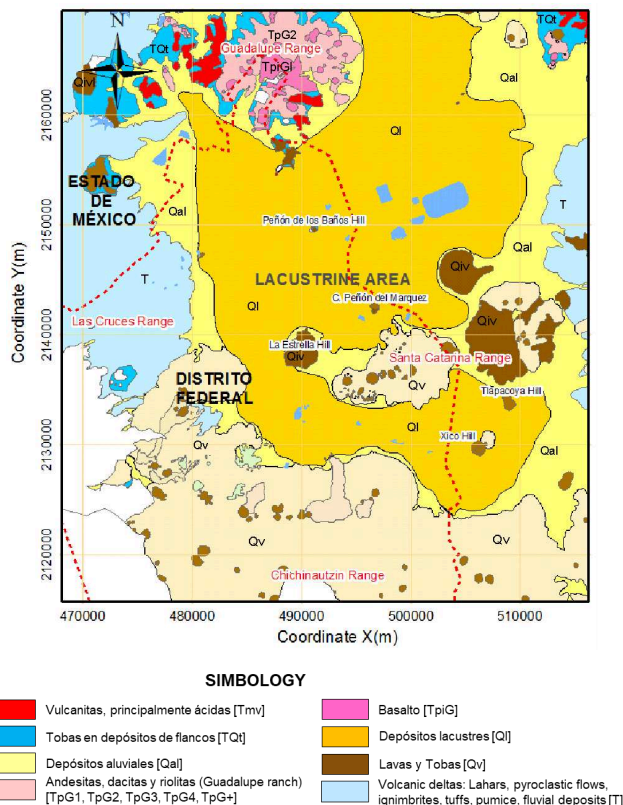 N
TpG2
TQt
TQt
Guadalupe Range
Qiv
TprGI
Qal
Ql
ESTADO
DE
MÉXICO
T
Qal
Peñón de los Baños Hill
Qal
T
LACUSTRINE AREA
Qiv
C. Peñón del Marquez
Ql
Las Cruces Range
Qiv
La Estrella Hill
Qiv
Santa Catarina Range
DISTRITO
FEDERAL
Qv
Tlapacoya Hill
Ql
Xico Hill
Qv
Qal
Qv
Qv
Chichinautzin Range
2160000
2150000
2140000
2130000
2120000
Coordinate Y(m)
470000 480000 490000 500000 510000
Coordinate X(m)
SIMBOLOGY
Vulcanitas, principalmente ácidas [Tmv]
Tobas en depósitos de flancos [TQt]
Depósitos aluviales [Qal]
Andesitas, dacitas y riolitas (Guadalupe ranch)
[TpG1, TpG2, TpG3, TpG4, TpG+]
Basalto [TpiG]
Depósitos lacustres [Ql]
Lavas y Tobas [Qv]
Volcanic deltas: Lahars, pyroclastic flows,
ignimbrites, tuffs, pumice, fluvial deposits [T]